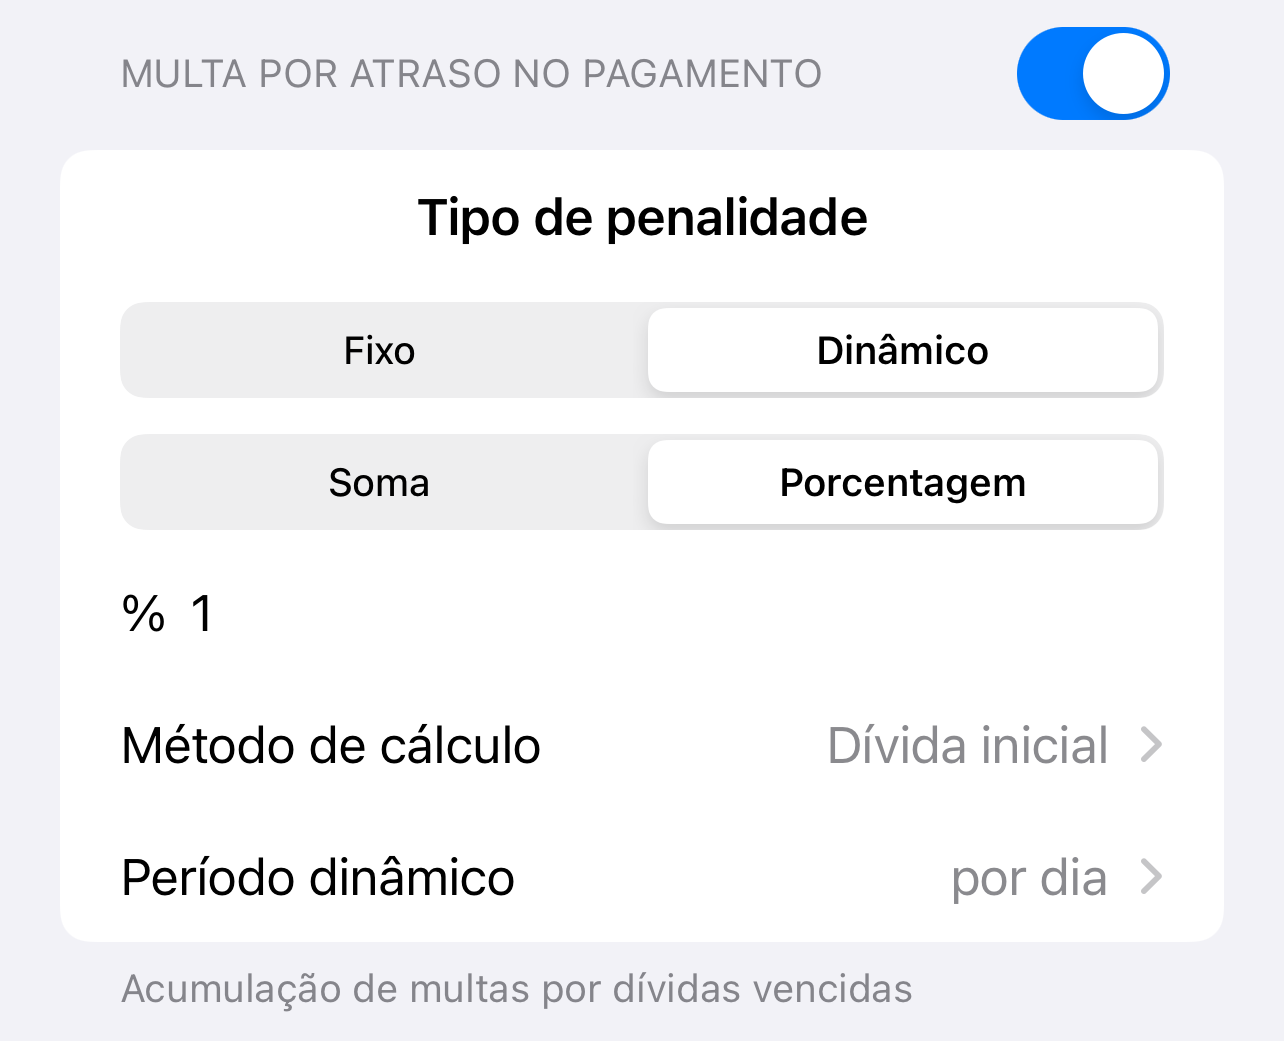 MULTA POR ATRASO NO PAGAMENTO
Tipo de penalidade
Fixo Dinâmico
Soma Porcentagem
% 1
Método de cálculo Dívida inicial
Período dinâmico por dia
Acumulação de multas por dívidas vencidas